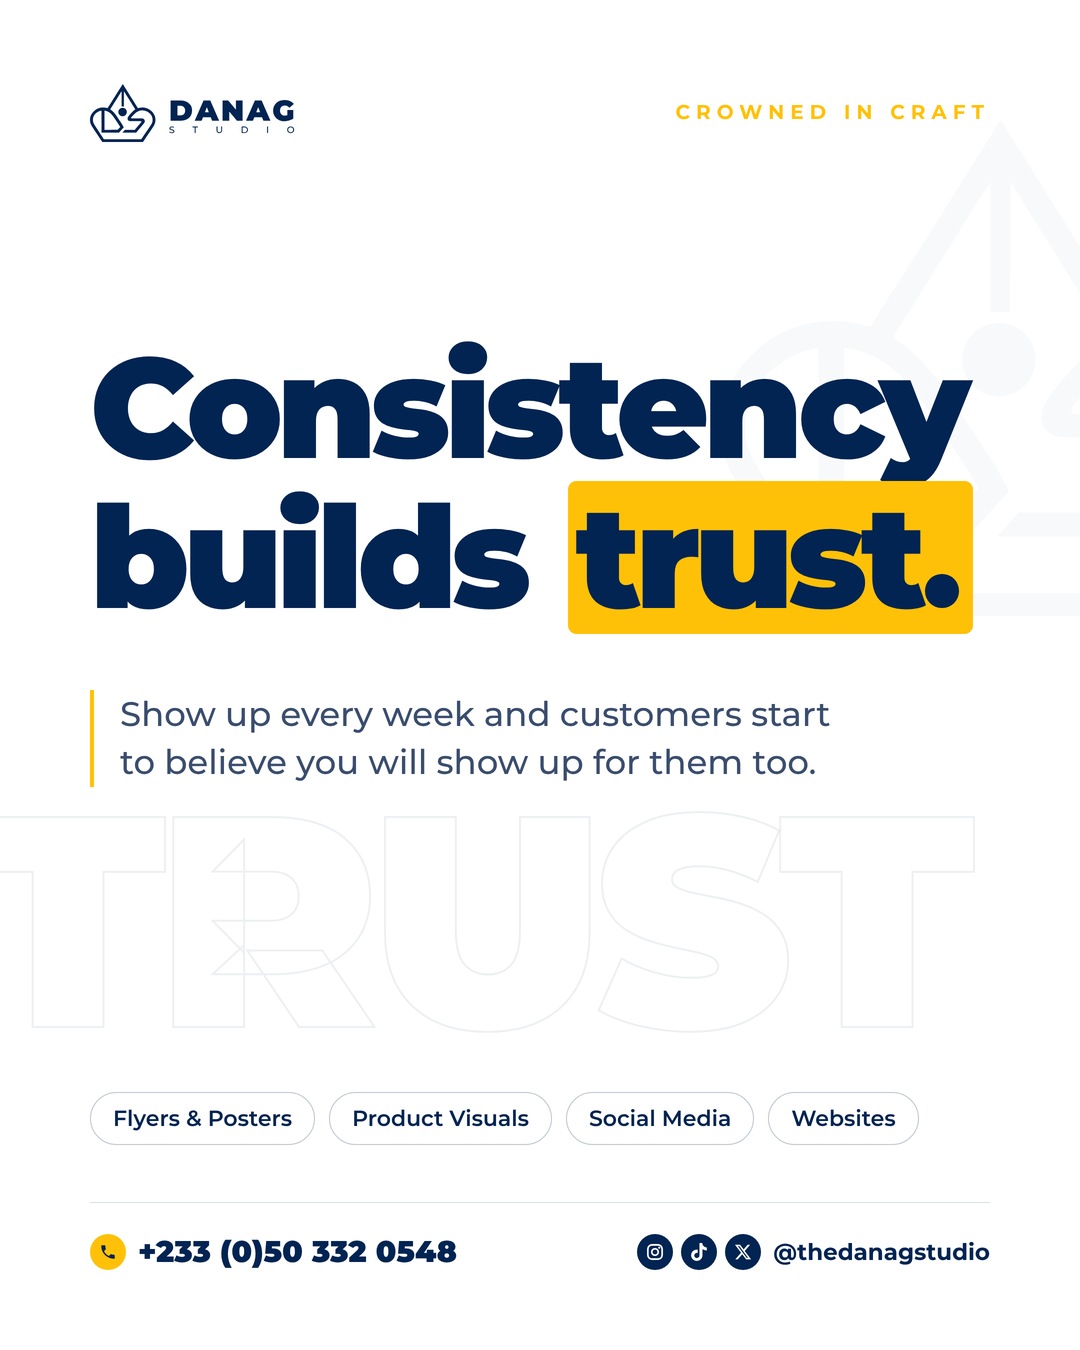 DANAG
STUDIO
CROWNED IN CRAFT
Consistency
builds trust.
Show up every week and customers start
to believe you will show up for them too.
TRUST
Flyers & Posters
Product Visuals
Social Media
Websites
+233 (0)50 332 0548
@thedanagstudio